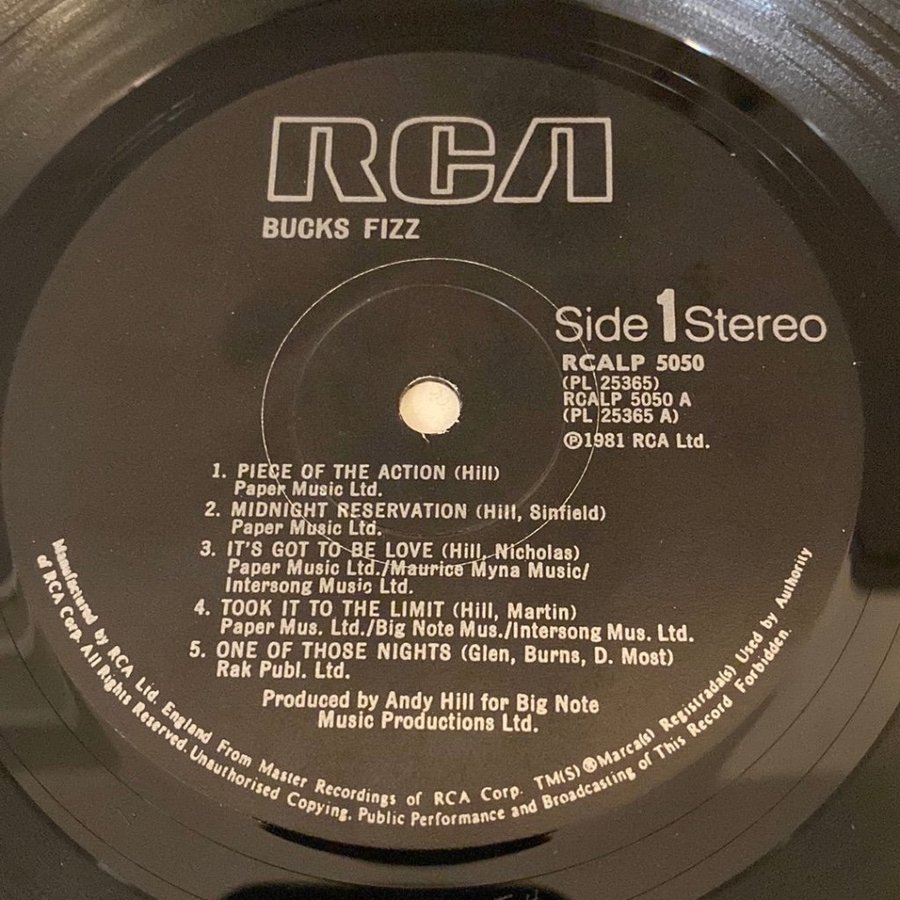 RCA
BUCKS FIZZ
Side 1 Stereo
RCALP 5050
(PL 25365)
RCALP 5050 A
(PL 25365 A)
℗1981 RCA Ltd.
1. PIECE OF THE ACTION (Hill)
Paper Music Ltd.
2. MIDNIGHT RESERVATION (Hill, Sinfield)
Paper Music Ltd.
3. IT'S GOT TO BE LOVE (Hill, Nicholas)
Paper Music Ltd./Maurice Myna Music/
Intersong Music Ltd.
4. TOOK IT TO THE LIMIT (Hill, Martin)
Paper Mus. Ltd./Big Note Mus./Intersong Mus. Ltd.
5. ONE OF THOSE NIGHTS (Glen, Burns, D. Most)
Rak Publ. Ltd.
Produced by Andy Hill for Big Note
Music Productions Ltd.
Manufactured by RCA Ltd. England From Master Recordings of RCA Corp. TM(S) ®Marca(s) Registrada(s) Used by Authority
of RCA Corp. All Rights Reserved. Unauthorised Copying, Public Performance and Broadcasting of This Record Forbidden.